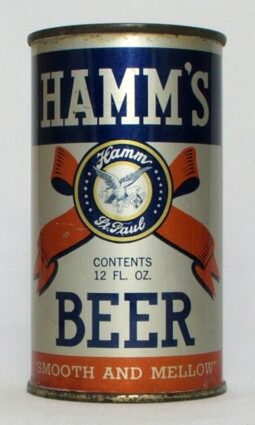 HAMM'S
Hamm
St. Paul
CONTENTS
12 FL. OZ.
BEER
"SMOOTH AND MELLOW"